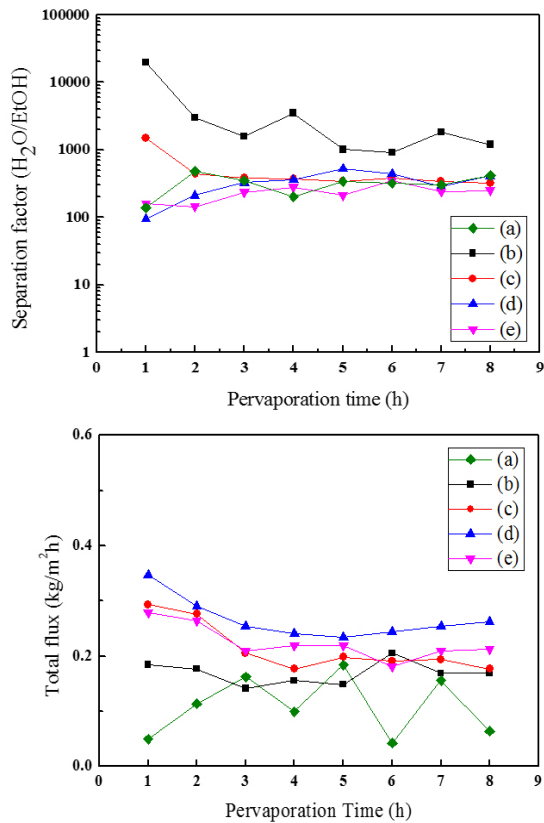 100000
10000
1000
100
10
1
Separation factor (H₂O/EtOH)
(a)
(b)
(c)
(d)
(e)
0 1 2 3 4 5 6 7 8 9
Pervaporation time (h)
0.6
0.4
0.2
0.0
Total flux (kg/m²h)
(a)
(b)
(c)
(d)
(e)
0 1 2 3 4 5 6 7 8 9
Pervaporation Time (h)